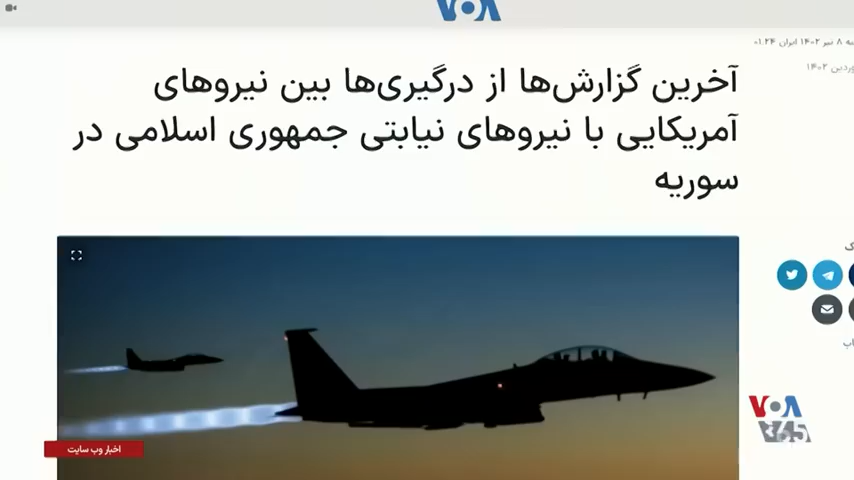 VOA
آخرین گزارش‌ها از درگیری‌ها بین نیروهای
آمریکایی با نیروهای نیابتی جمهوری اسلامی در
سوریه
VOA
365
اخبار وب سایت